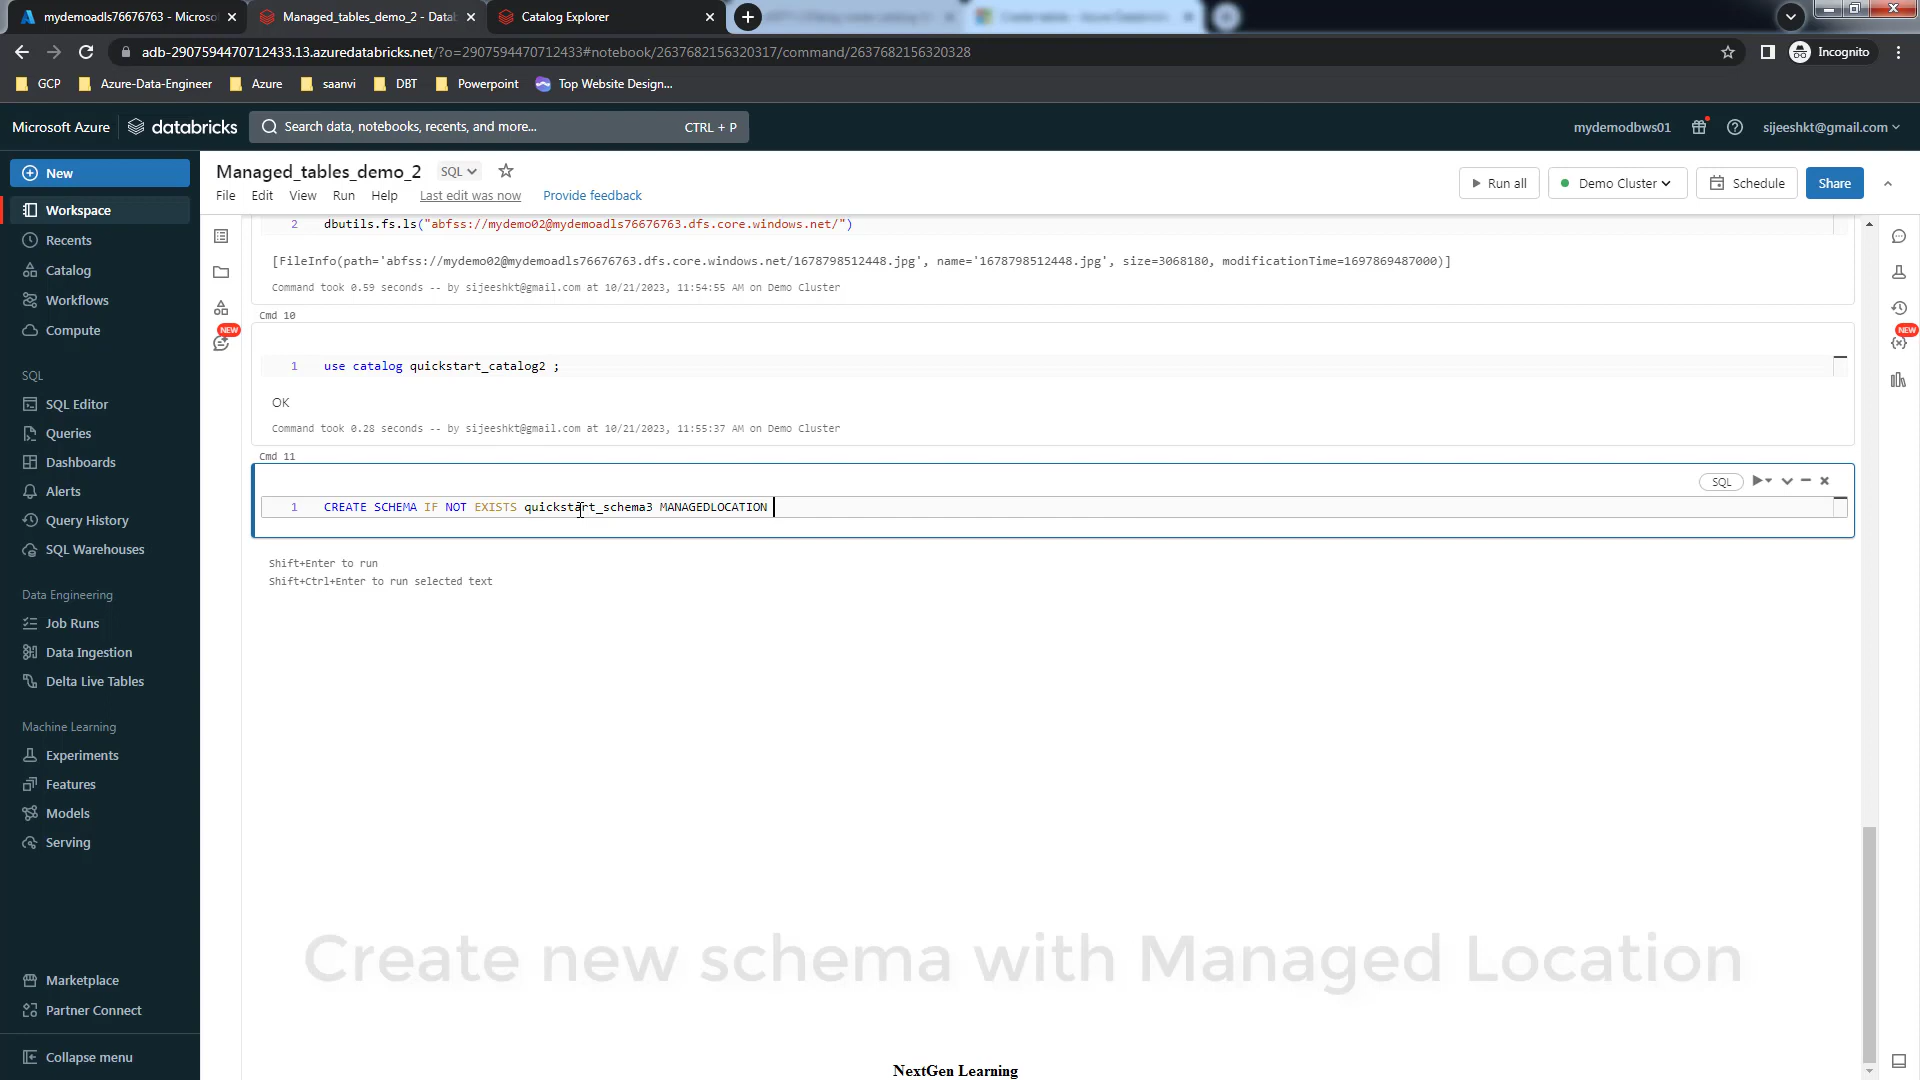 mydemoadls76676763 - Microso
Managed_tables_demo_2 - Data
Catalog Explorer
adb-2907594470712433.13.azuredatabricks.net/?o=2907594470712433#notebook/2637682156320317/command/2637682156320328
Incognito
GCP
Azure-Data-Engineer
Azure
saanvi
DBT
Powerpoint
Top Website Design...
Microsoft Azure
databricks
Search data, notebooks, recents, and more...
CTRL + P
mydemodbws01
sijeeshkt@gmail.com
New
Workspace
Recents
Catalog
Workflows
Compute
SQL
SQL Editor
Queries
Dashboards
Alerts
Query History
SQL Warehouses
Data Engineering
Job Runs
Data Ingestion
Delta Live Tables
Machine Learning
Experiments
Features
Models
Serving
Marketplace
Partner Connect
Collapse menu
Managed_tables_demo_2
SQL
File Edit View Run Help
Last edit was now
Provide feedback
Run all
Demo Cluster
Schedule
Share
NEW
NEW
2 dbutils.fs.ls("abfss://mydemo02@mydemoadls76676763.dfs.core.windows.net/")
[FileInfo(path='abfss://mydemo02@mydemoadls76676763.dfs.core.windows.net/1678798512448.jpg', name='1678798512448.jpg', size=3068180, modificationTime=1697869487000)]
Command took 0.59 seconds -- by sijeeshkt@gmail.com at 10/21/2023, 11:54:55 AM on Demo Cluster
Cmd 10
1 use catalog quickstart_catalog2 ;
OK
Command took 0.28 seconds -- by sijeeshkt@gmail.com at 10/21/2023, 11:55:37 AM on Demo Cluster
Cmd 11
SQL
1 CREATE SCHEMA IF NOT EXISTS quickstart_schema3 MANAGEDLOCATION
Shift+Enter to run
Shift+Ctrl+Enter to run selected text
Create new schema with Managed Location
NextGen Learning